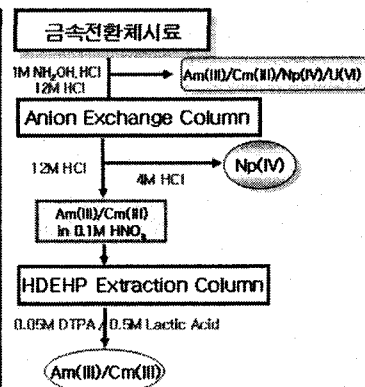 금속전환체시료
1M NH₂OH.HCl
12M HCl
Am(III)/Cm(III)/Np(IV)/U(VI)
Anion Exchange Column
12M HCl
4M HCl
Np(IV)
Am(III)/Cm(III)
in 0.1M HNO₃
HDEHP Extraction Column
0.05M DTPA / 0.5M Lactic Acid
Am(III)/Cm(III)